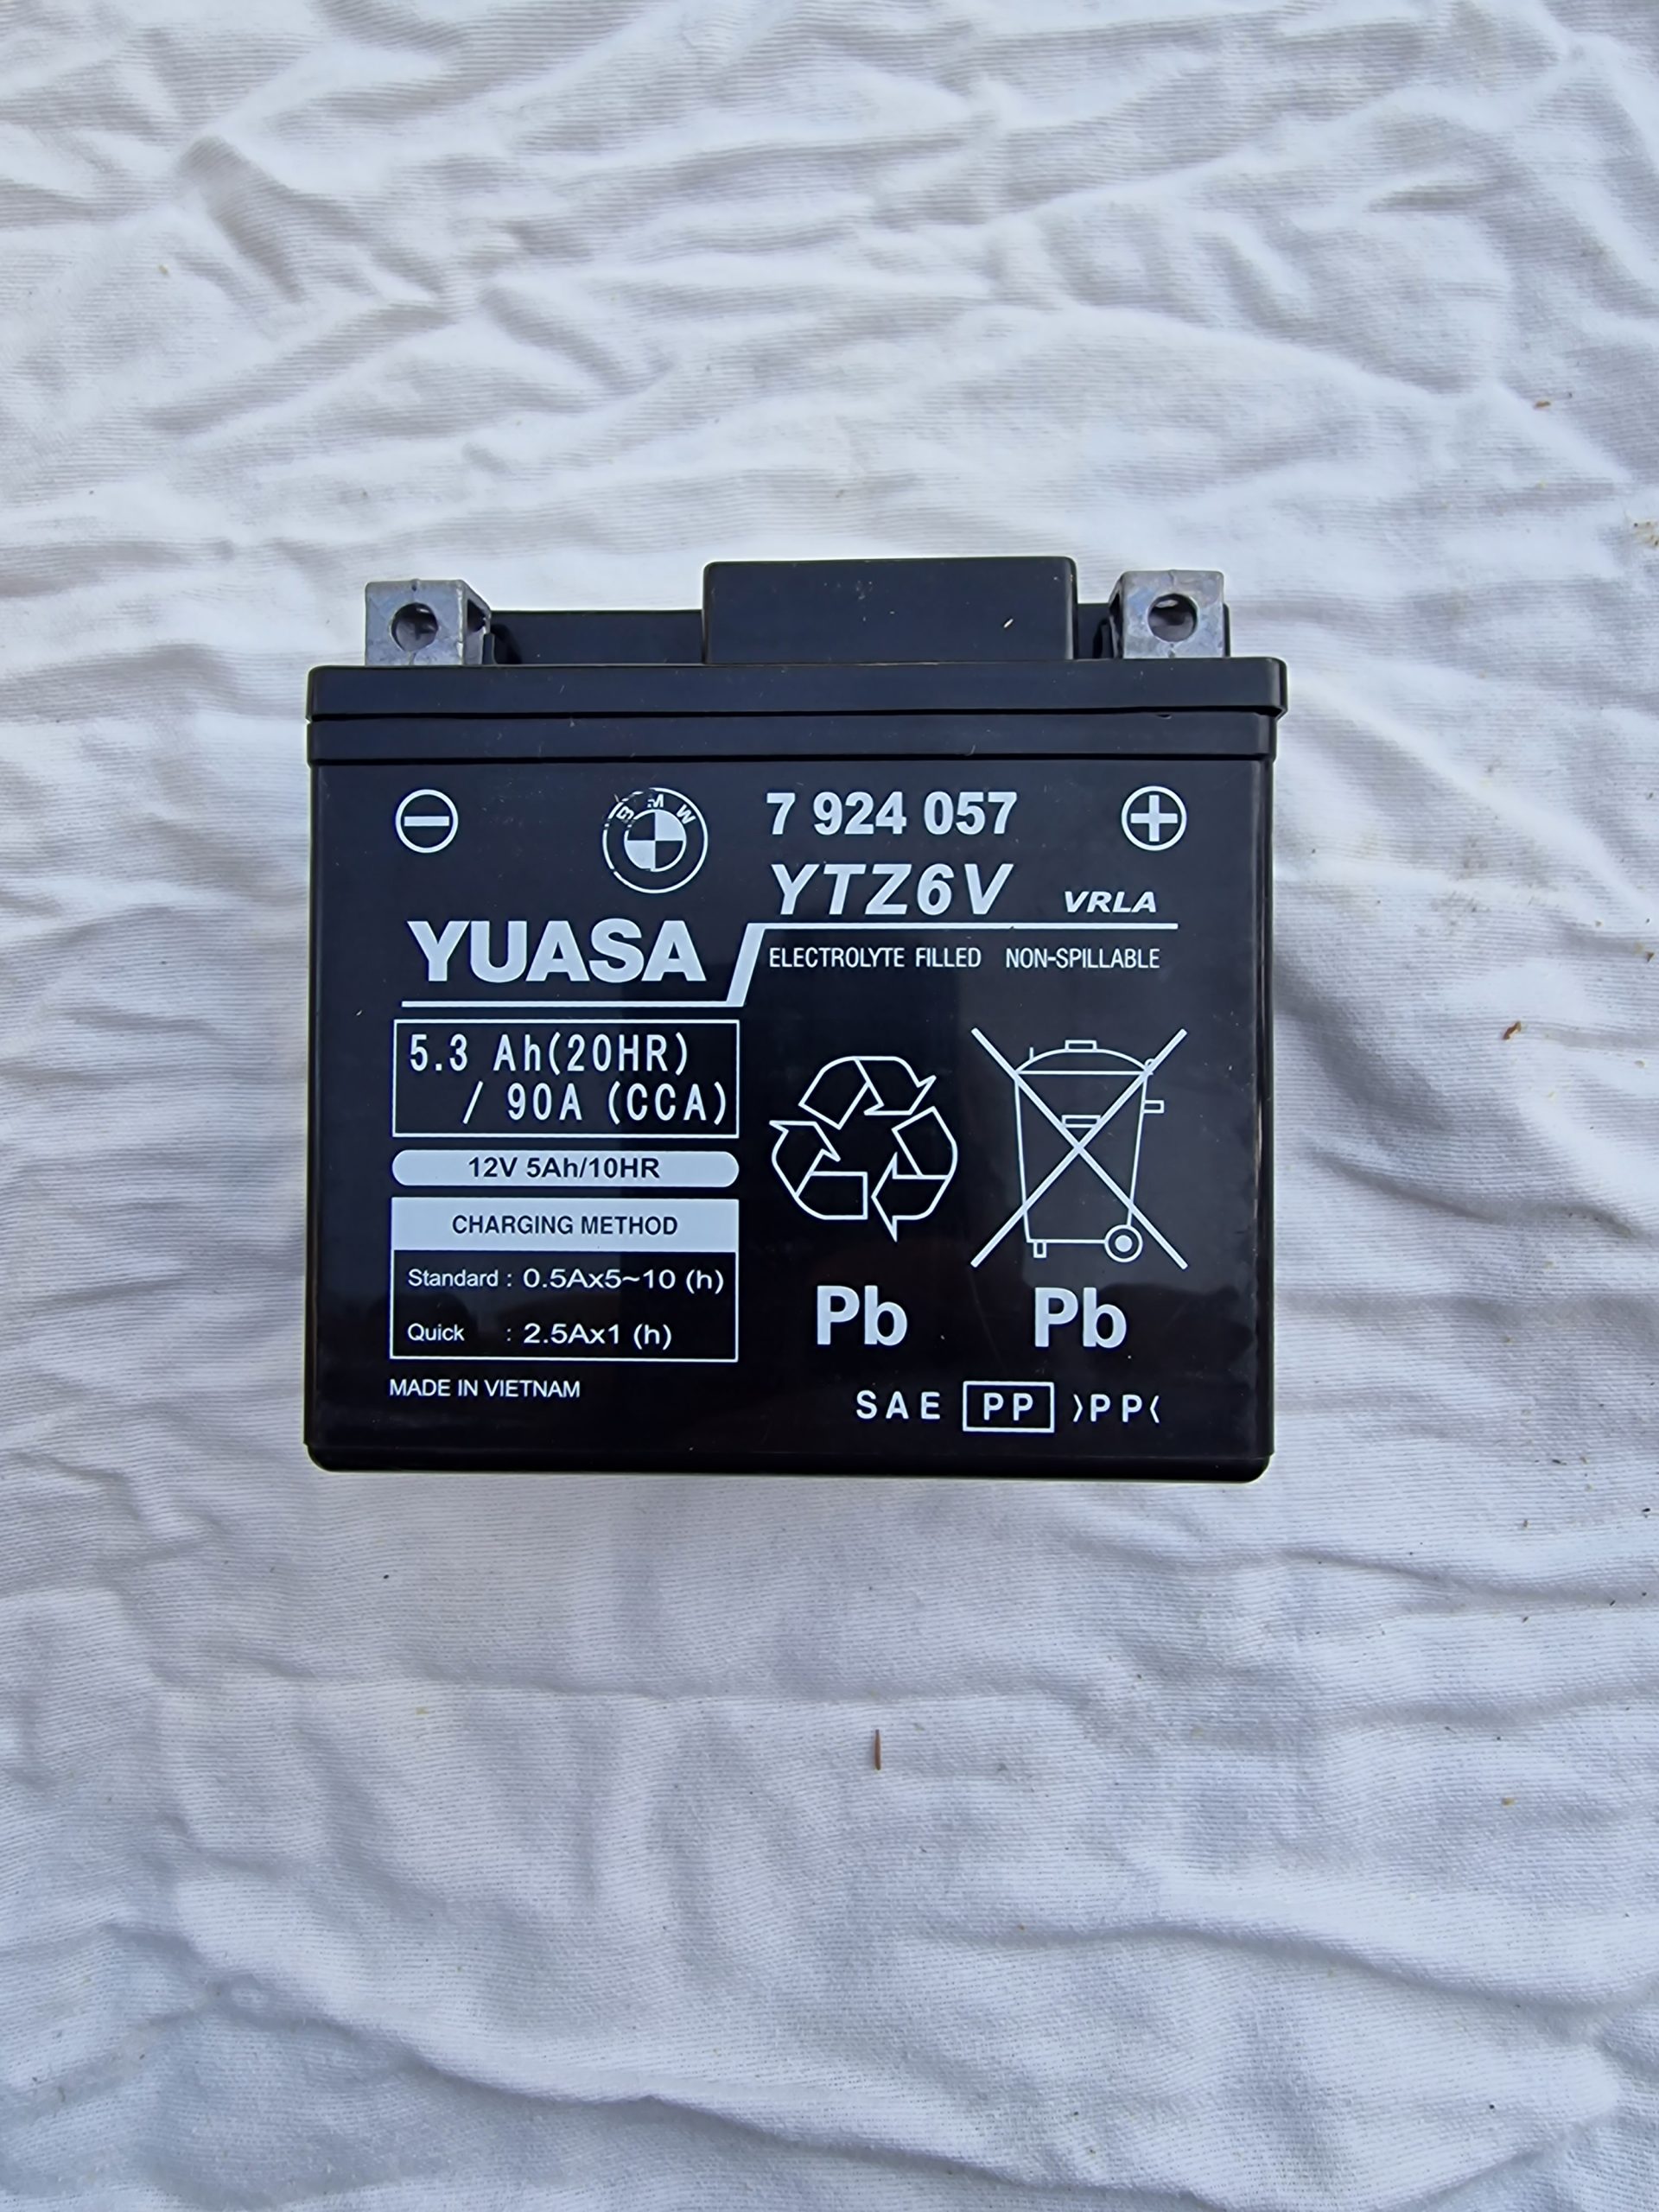 BMW
7 924 057
YTZ6V VRLA
YUASA
ELECTROLYTE FILLED NON-SPILLABLE
5.3 Ah(20HR)
/ 90A (CCA)
12V 5Ah/10HR
CHARGING METHOD
Standard : 0.5Ax5~10 (h)
Quick : 2.5Ax1 (h)
MADE IN VIETNAM
Pb Pb
SAE PP >PP<